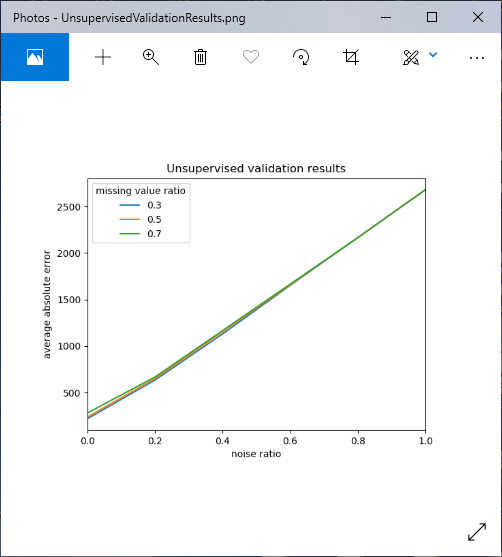 Photos - UnsupervisedValidationResults.png
Unsupervised validation results
missing value ratio
0.3
0.5
0.7
average absolute error
2500
2000
1500
1000
500
0.0 0.2 0.4 0.6 0.8 1.0
noise ratio